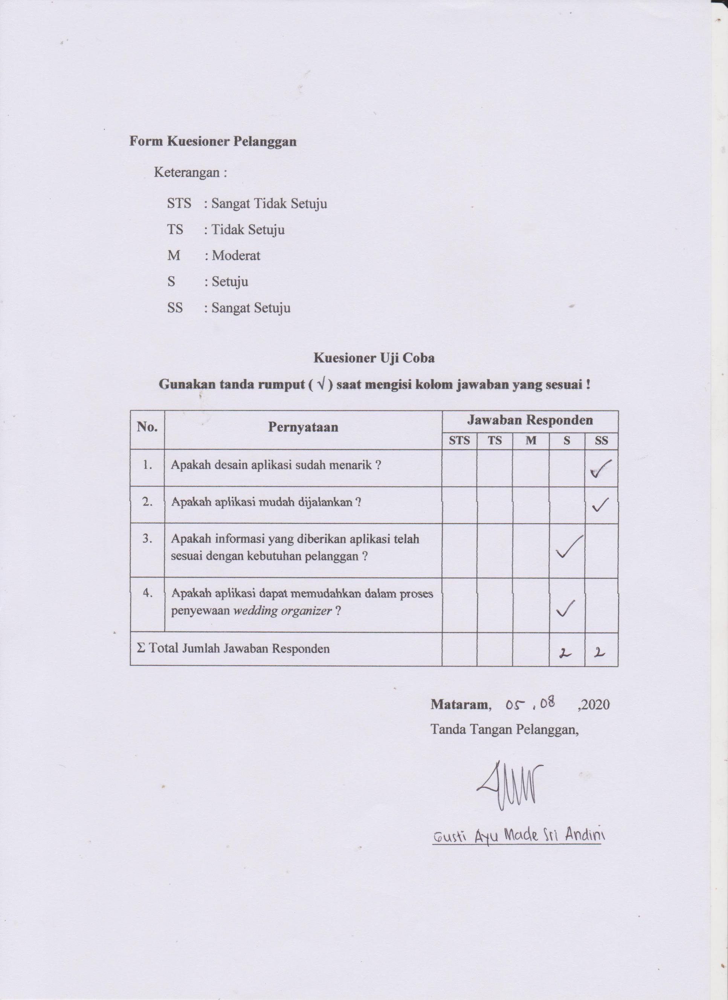 Form Kuesioner Pelanggan
Keterangan :
STS : Sangat Tidak Setuju
TS : Tidak Setuju
M : Moderat
S : Setuju
SS : Sangat Setuju
Kuesioner Uji Coba
Gunakan tanda rumput ( √ ) saat mengisi kolom jawaban yang sesuai !
No. Pernyataan Jawaban Responden
STS TS M S SS
1. Apakah desain aplikasi sudah menarik ? ✓
2. Apakah aplikasi mudah dijalankan ? ✓
3. Apakah informasi yang diberikan aplikasi telah
sesuai dengan kebutuhan pelanggan ? ✓
4. Apakah aplikasi dapat memudahkan dalam proses
penyewaan wedding organizer ? ✓
Σ Total Jumlah Jawaban Responden 2 2
Mataram, 05 , 08 ,2020
Tanda Tangan Pelanggan,
Gusti Ayu Made Sri Andini